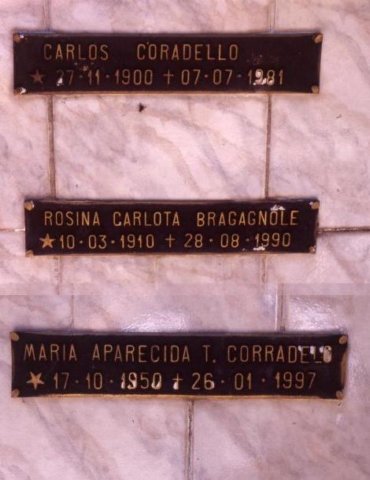 CARLOS CORADELLO
★ 27·11·1900 + 07·07·1981
ROSINA CARLOTA BRAGAGNOLE
★ 10·03·1910 + 28·08·1990
MARIA APARECIDA T. CORRADELO
★ 17·10·1950 + 26·01·1997